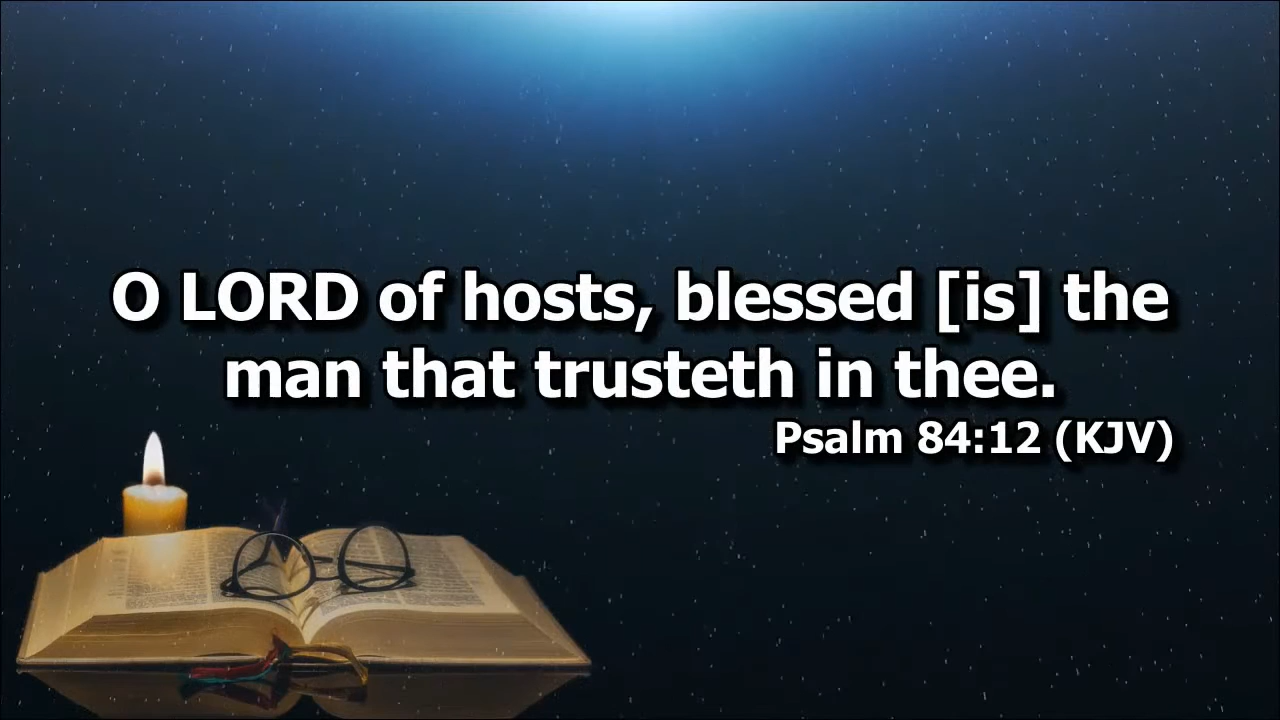 O LORD of hosts, blessed [is] the
man that trusteth in thee.
Psalm 84:12 (KJV)